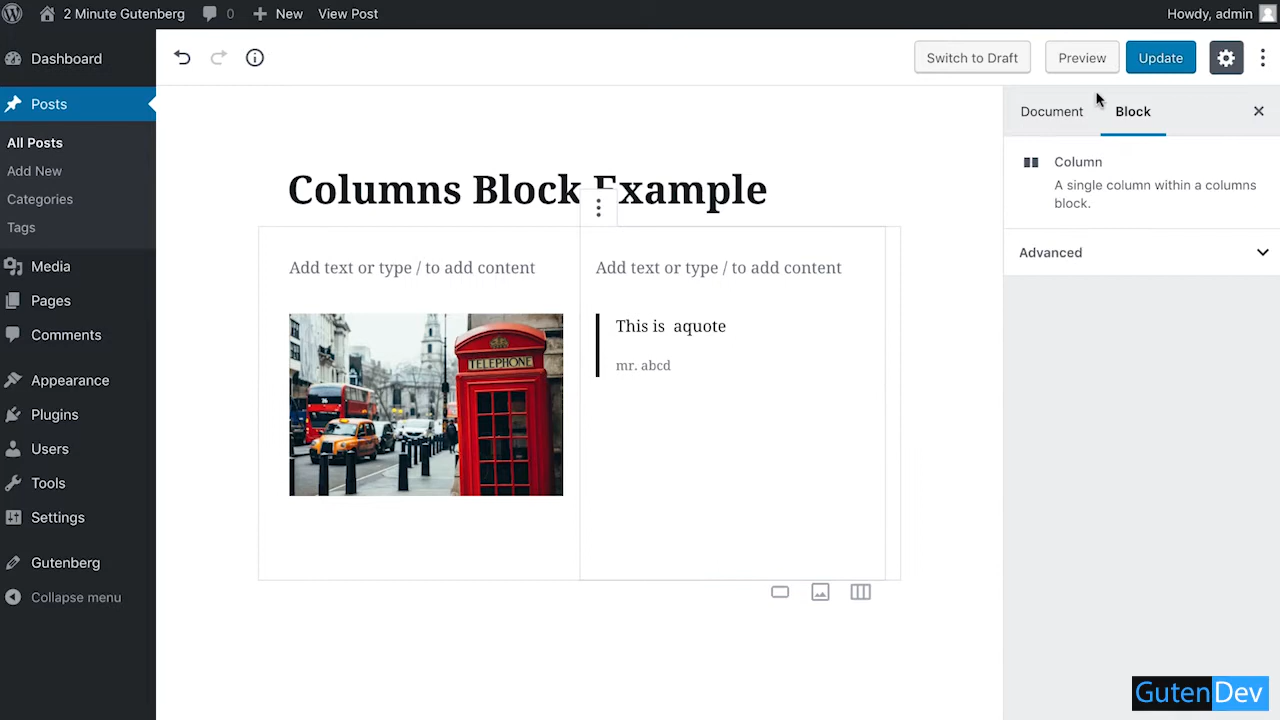 2 Minute Gutenberg
0
New
View Post
Howdy, admin
Dashboard
Posts
All Posts
Add New
Categories
Tags
Media
Pages
Comments
Appearance
Plugins
Users
Tools
Settings
Gutenberg
Collapse menu
Switch to Draft
Preview
Update
Columns Block Example
Add text or type / to add content
TELEPHONE
Add text or type / to add content
This is  aquote
mr. abcd
Document
Block
Column
A single column within a columns
block.
Advanced
GutenDev